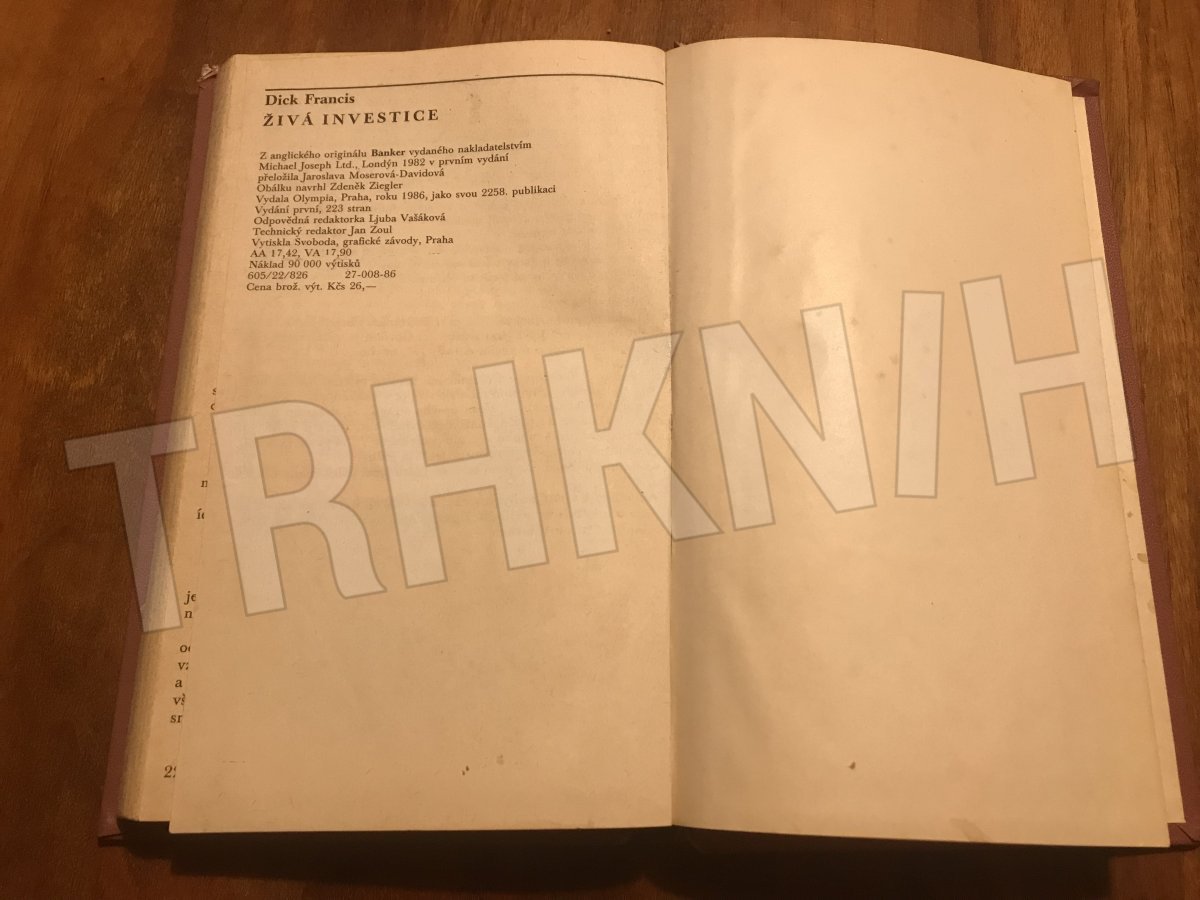 Dick Francis
ŽIVÁ INVESTICE
Z anglického originálu Banker vydaného nakladatelstvím
Michael Joseph Ltd., Londýn 1982 v prvním vydání
přeložila Jaroslava Moserová-Davidová
Obálku navrhl Zdeněk Ziegler
Vydala Olympia, Praha, roku 1986, jako svou 2258. publikaci
Vydání první, 223 stran
Odpovědná redaktorka Ljuba Vašáková
Technický redaktor Jan Zoul
Vytiskla Svoboda, grafické závody, Praha
AA 17,42, VA 17,90
Náklad 90 000 výtisků
605/22/826 27-008-86
Cena brož. výt. Kčs 26,—
TRHKNIH